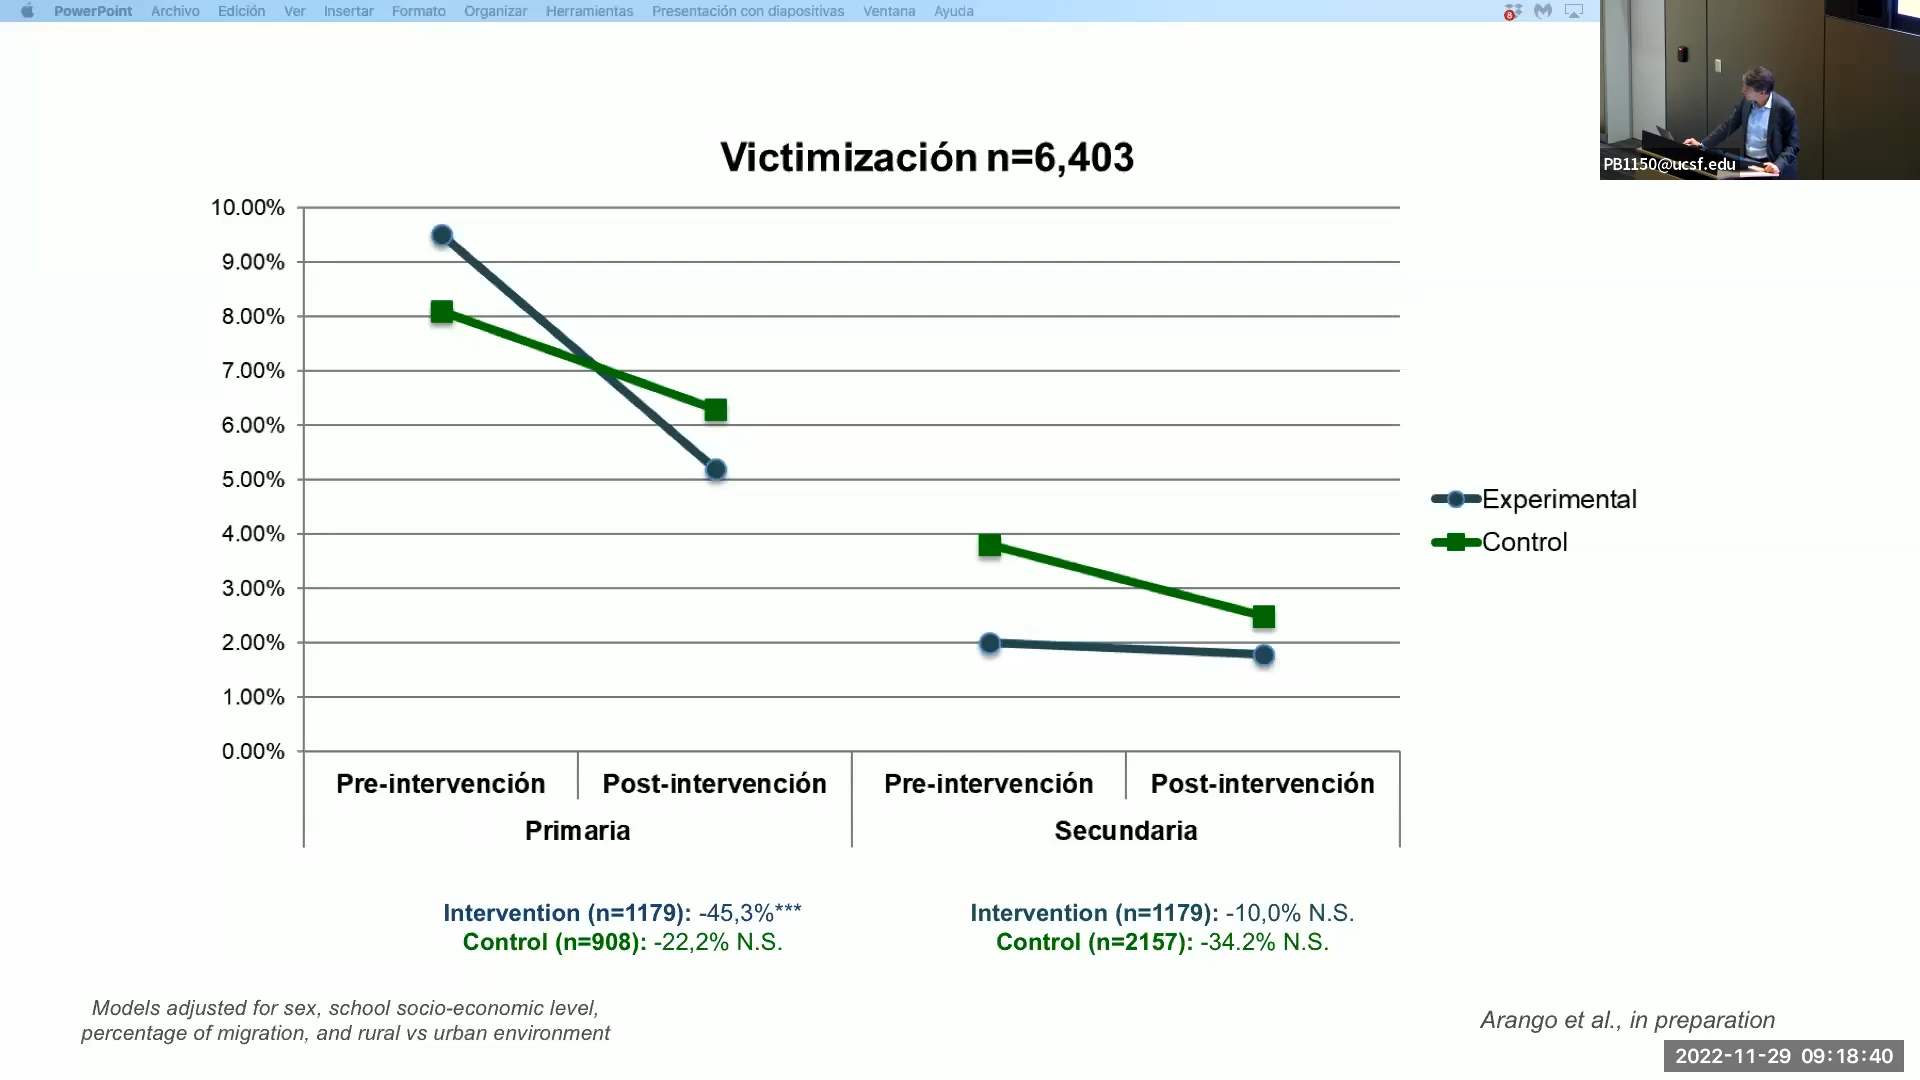 PowerPoint Archivo Edición Ver Insertar Formato Organizar Herramientas Presentación con diapositivas Ventana Ayuda
8
PB1150@ucsf.edu
Victimización n=6,403
10.00%
9.00%
8.00%
7.00%
6.00%
5.00%
4.00%
3.00%
2.00%
1.00%
0.00%
Experimental
Control
Pre-intervención Post-intervención Pre-intervención Post-intervención
Primaria Secundaria
Intervention (n=1179): -45,3%***
Control (n=908): -22,2% N.S.
Intervention (n=1179): -10,0% N.S.
Control (n=2157): -34.2% N.S.
Models adjusted for sex, school socio-economic level,
percentage of migration, and rural vs urban environment
Arango et al., in preparation
2022-11-29 09:18:40